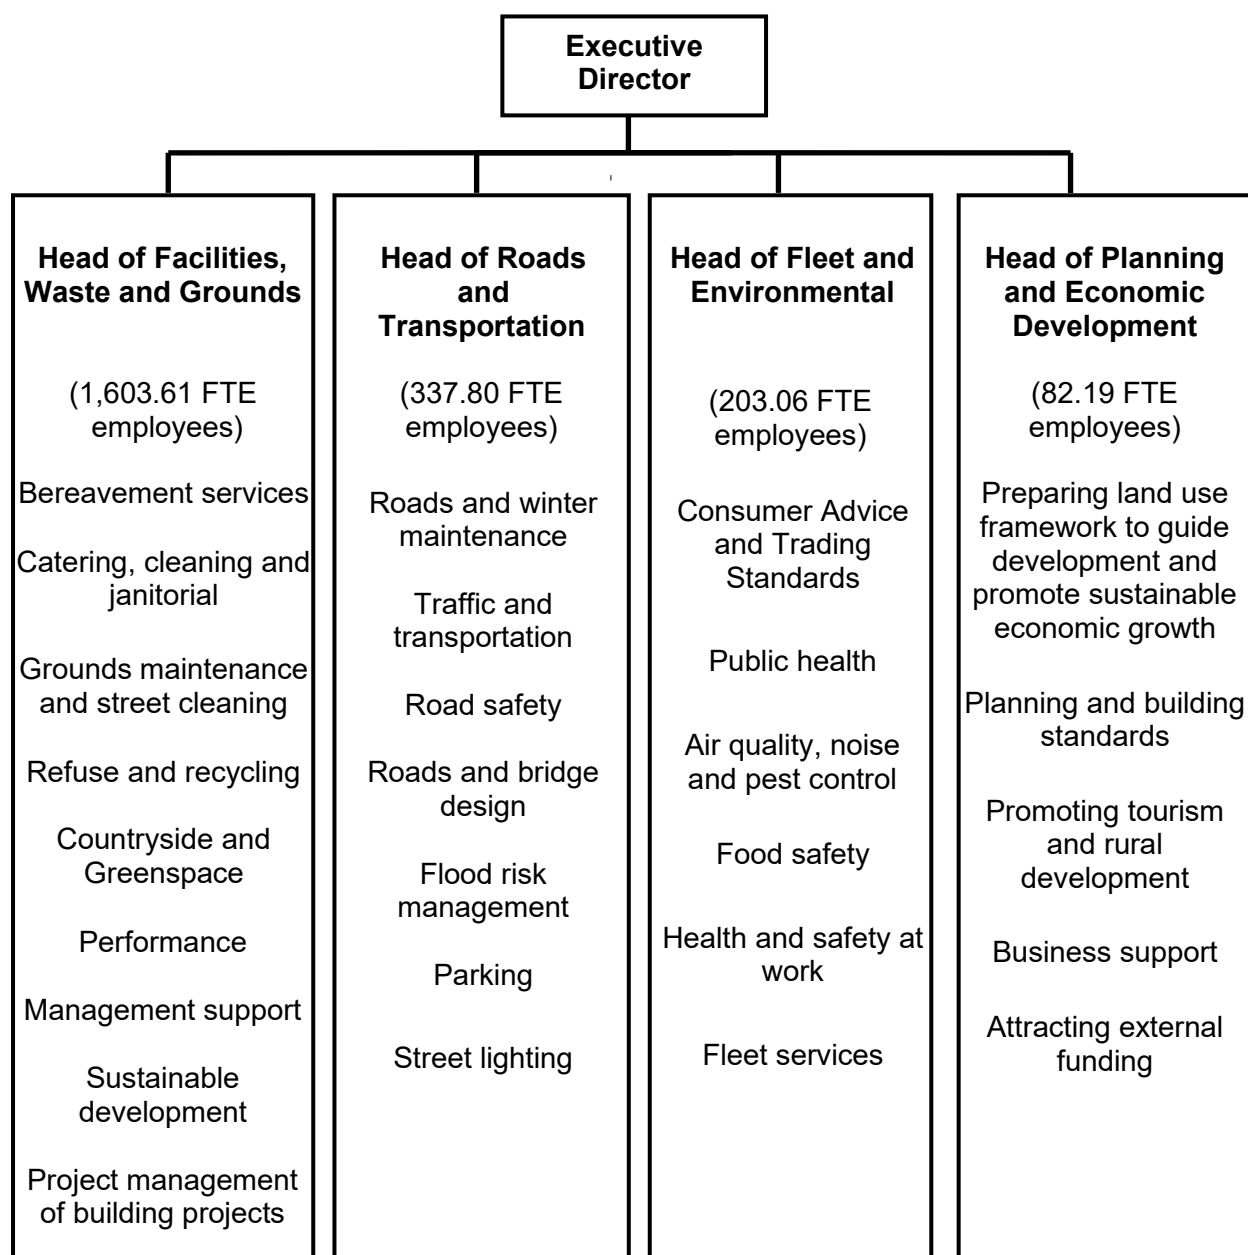 Executive
Director
Head of Facilities,
Waste and Grounds
(1,603.61 FTE
employees)
Bereavement services
Catering, cleaning and
janitorial
Grounds maintenance
and street cleaning
Refuse and recycling
Countryside and
Greenspace
Performance
Management support
Sustainable
development
Project management
of building projects
Head of Roads
and
Transportation
(337.80 FTE
employees)
Roads and winter
maintenance
Traffic and
transportation
Road safety
Roads and bridge
design
Flood risk
management
Parking
Street lighting
Head of Fleet and
Environmental
(203.06 FTE
employees)
Consumer Advice
and Trading
Standards
Public health
Air quality, noise
and pest control
Food safety
Health and safety at
work
Fleet services
Head of Planning
and Economic
Development
(82.19 FTE
employees)
Preparing land use
framework to guide
development and
promote sustainable
economic growth
Planning and building
standards
Promoting tourism
and rural
development
Business support
Attracting external
funding